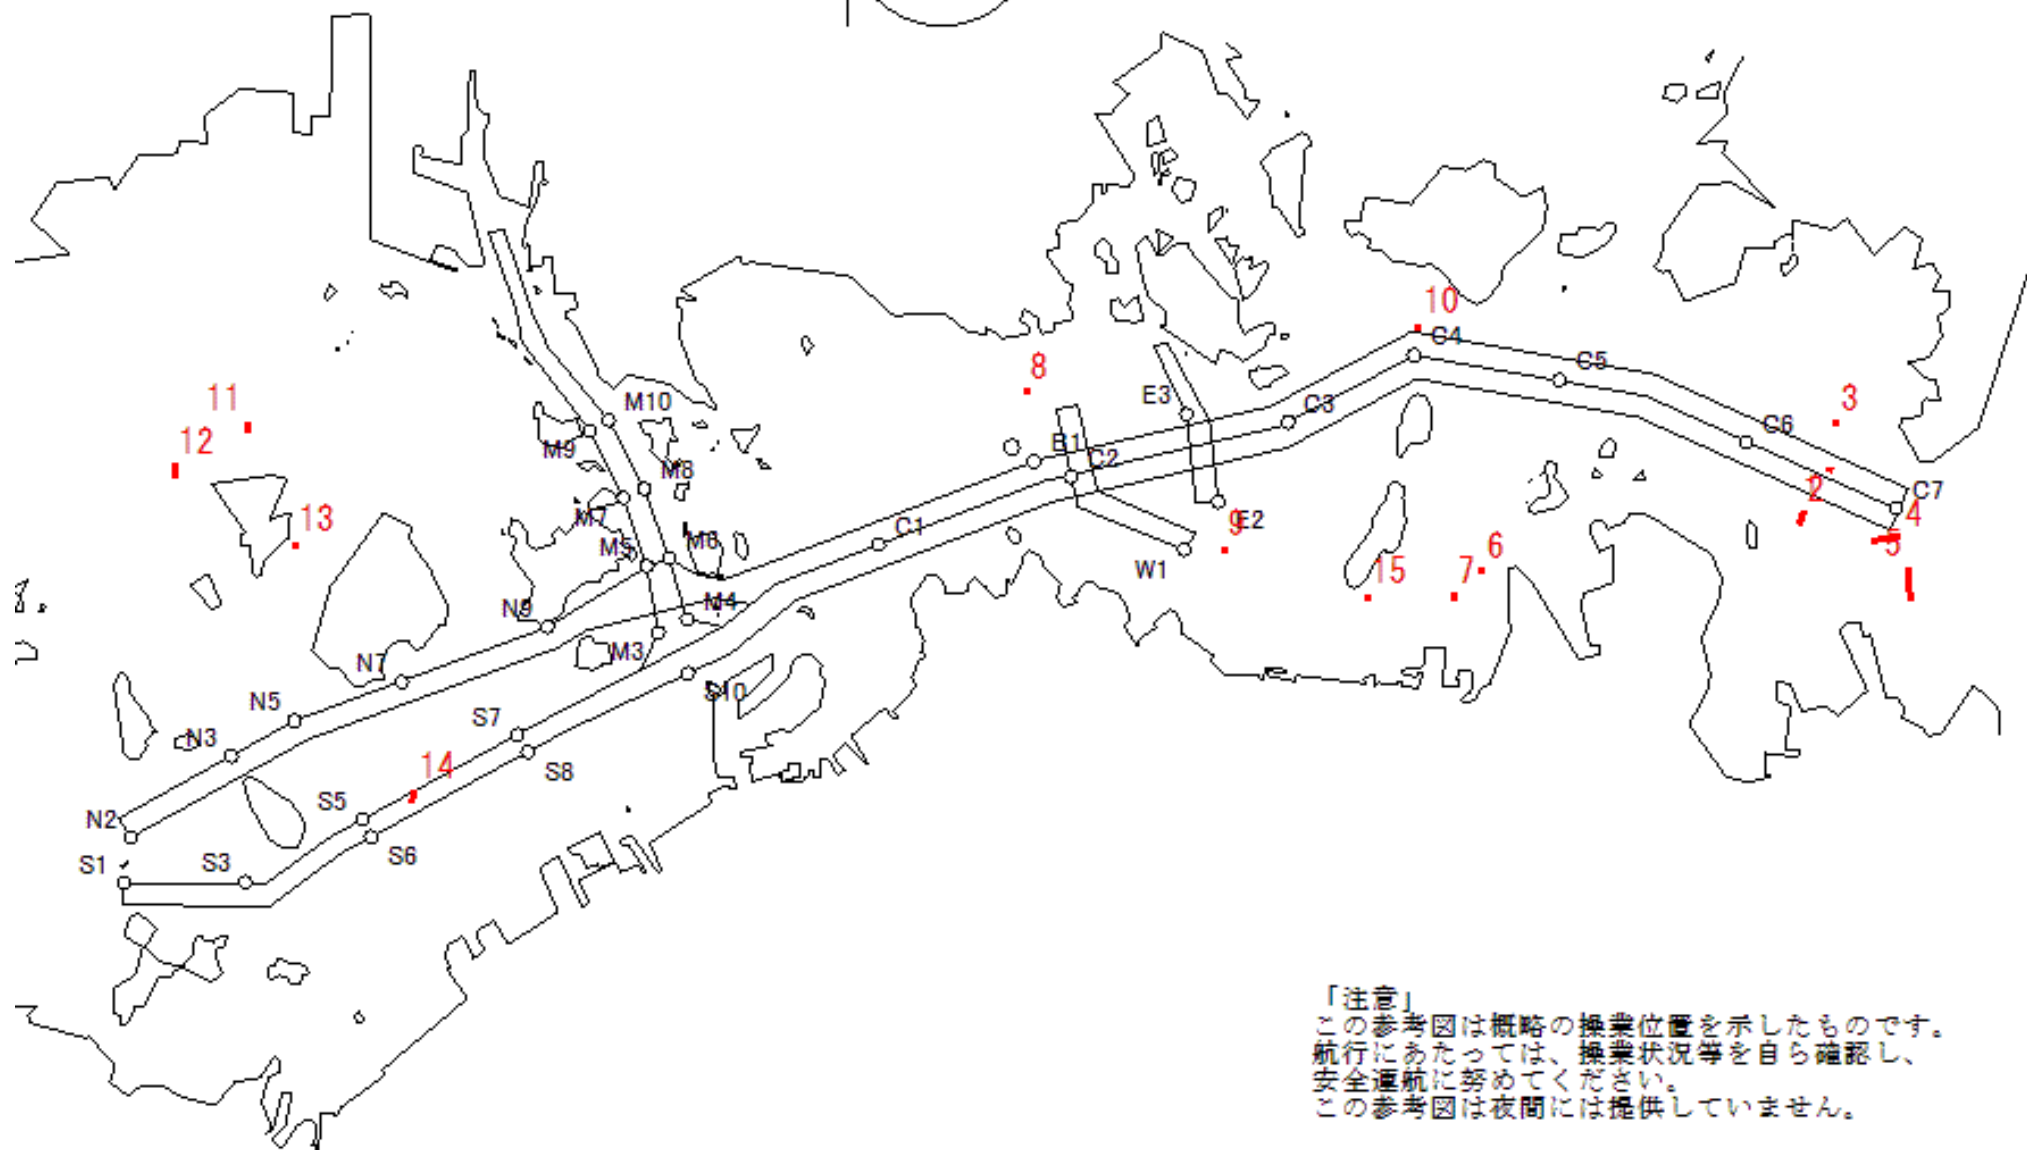 10
C4
C5
8
3
M10
E3
C3
11
C6
12
M9
B1
C2
M8
2
C7
13
M7
C1
9
E2
4
M5
M6
5
W1
6
15
7
N9
M4
M3
N7
S10
N5
S7
N3
14
S8
S5
N2
S6
S1
S3
「注意」
この参考図は概略の操業位置を示したものです。
航行にあたっては、操業状況等を自ら確認し、
安全運航に努めてください。
この参考図は夜間には提供していません。